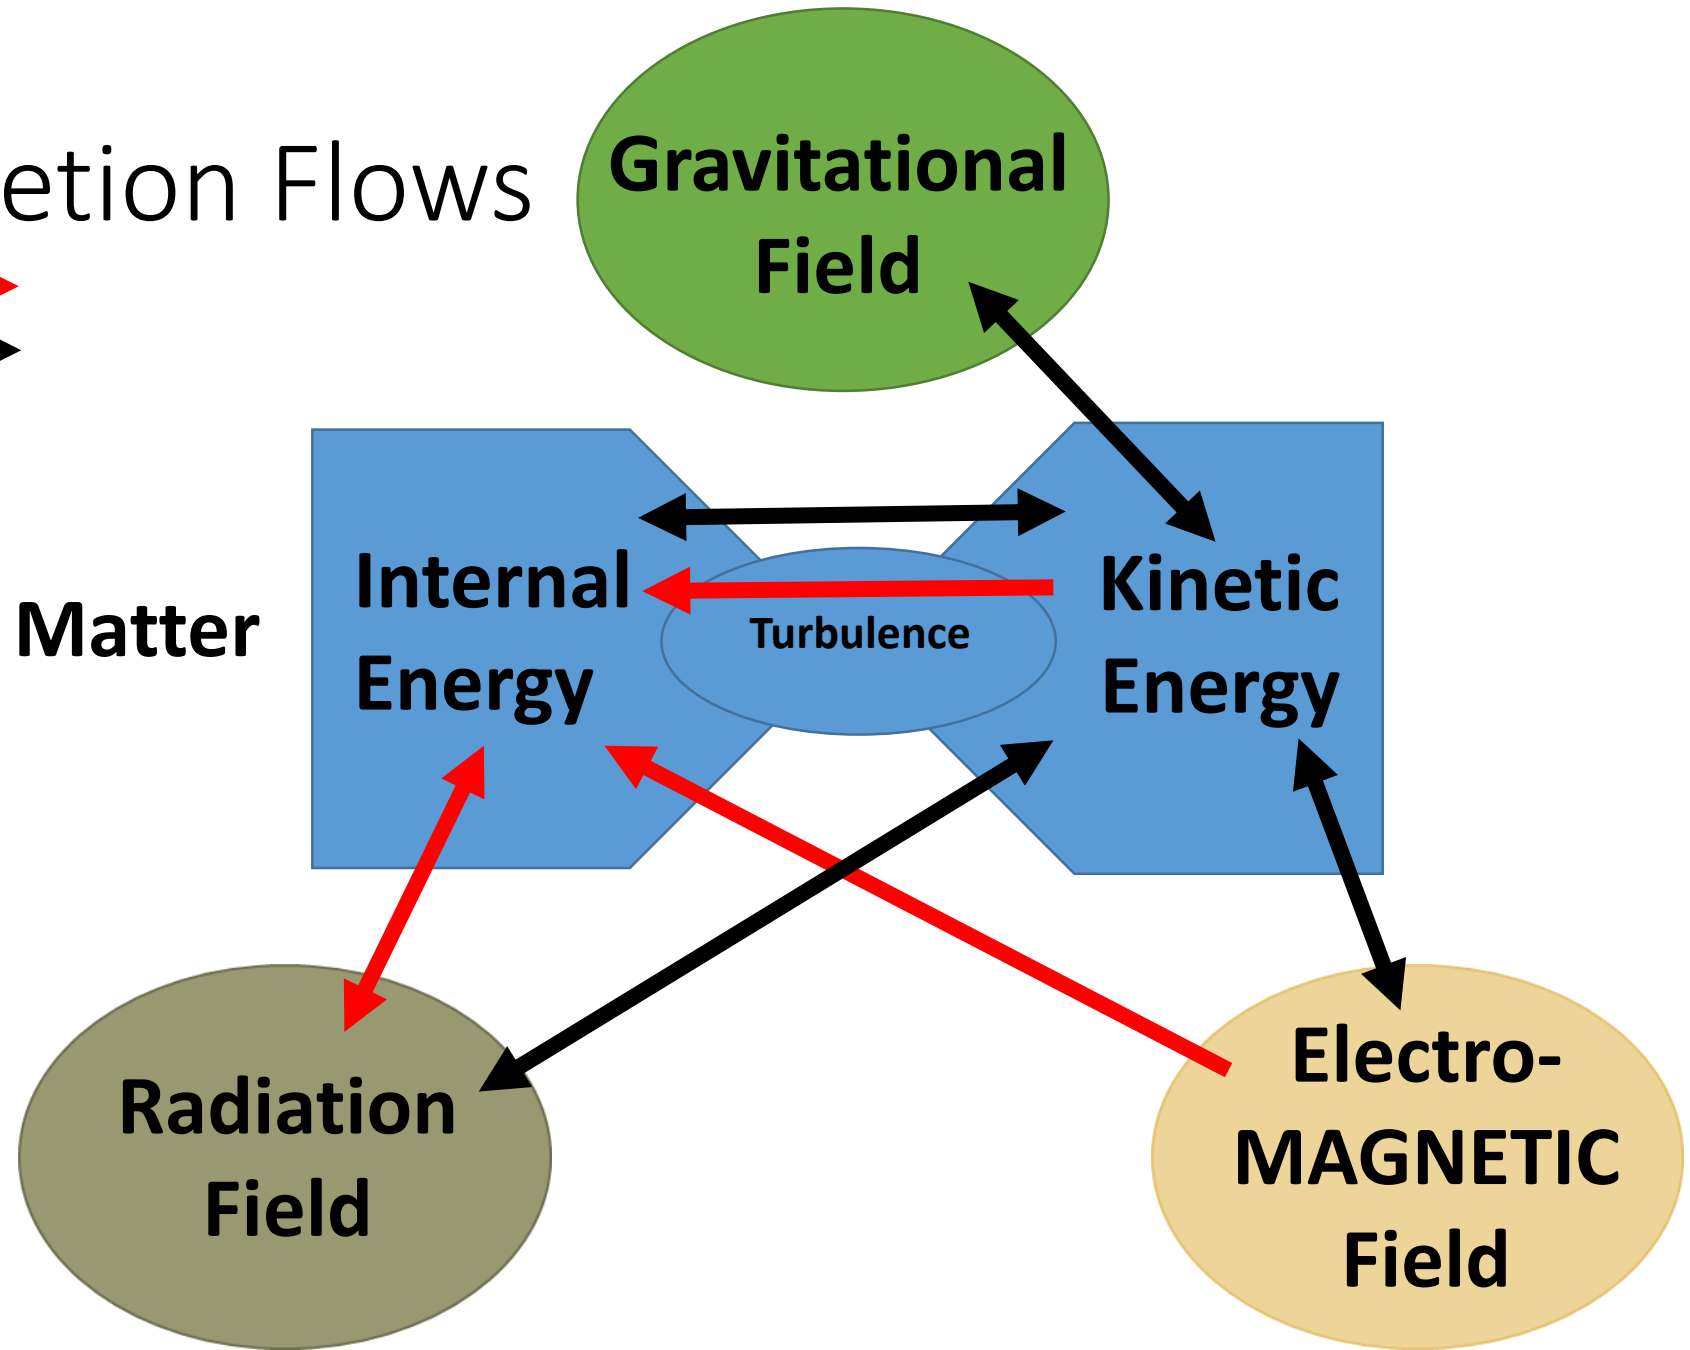 etion Flows
Gravitational
Field
Matter
Internal
Energy
Turbulence
Kinetic
Energy
Radiation
Field
Electro-
MAGNETIC
Field